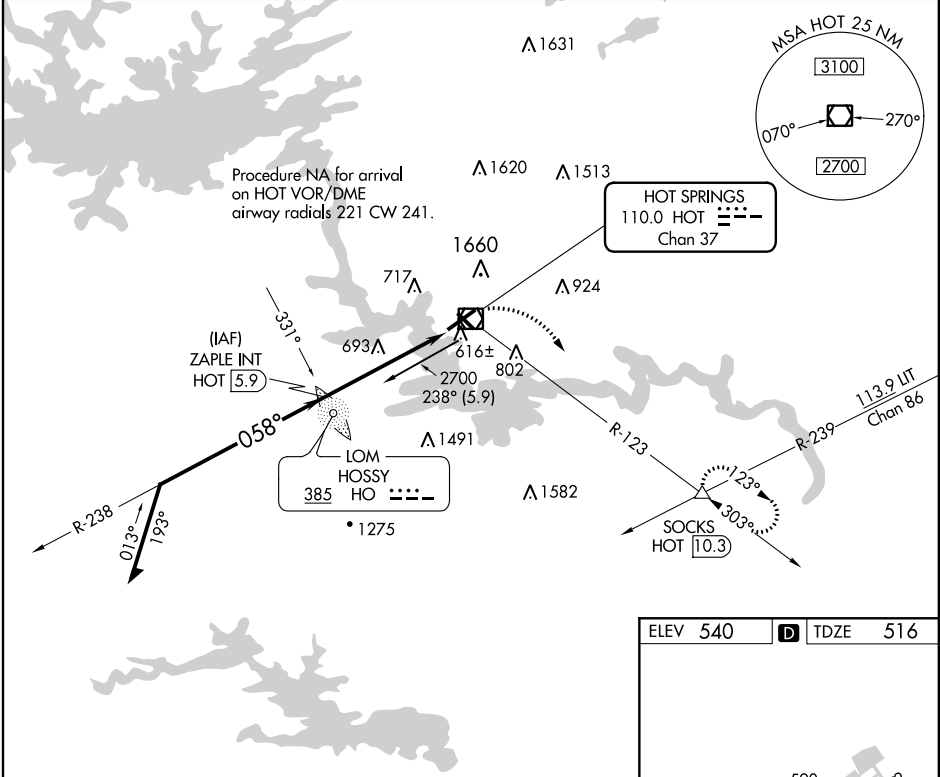 1631
MSA HOT 25 NM
3100
070°
270°
2700
Procedure NA for arrival
on HOT VOR/DME
airway radials 221 CW 241.
1620
1513
HOT SPRINGS
110.0 HOT
Chan 37
1660
717
924
331°
(IAF)
ZAPLE INT
HOT 5.9
693
616±
802
2700
238° (5.9)
058°
1491
LOM
HOSSY
385 HO
1275
R-238
013°
193°
R-123
113.9 LIT
Chan 86
R-239
1582
123°
303°
SOCKS
HOT 10.3
ELEV 540 D TDZE 516